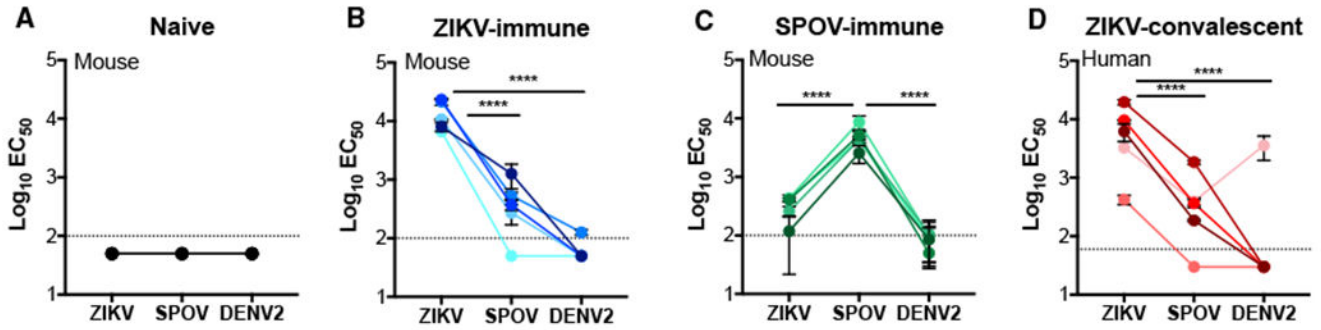 A
Naive
Mouse
Log10 EC50
5
4
3
2
1
ZIKV SPOV DENV2
B
ZIKV-immune
Mouse
****
****
Log10 EC50
5
4
3
2
1
ZIKV SPOV DENV2
C
SPOV-immune
Mouse
**** ****
Log10 EC50
5
4
3
2
1
ZIKV SPOV DENV2
D
ZIKV-convalescent
Human
****
****
Log10 EC50
5
4
3
2
1
ZIKV SPOV DENV2